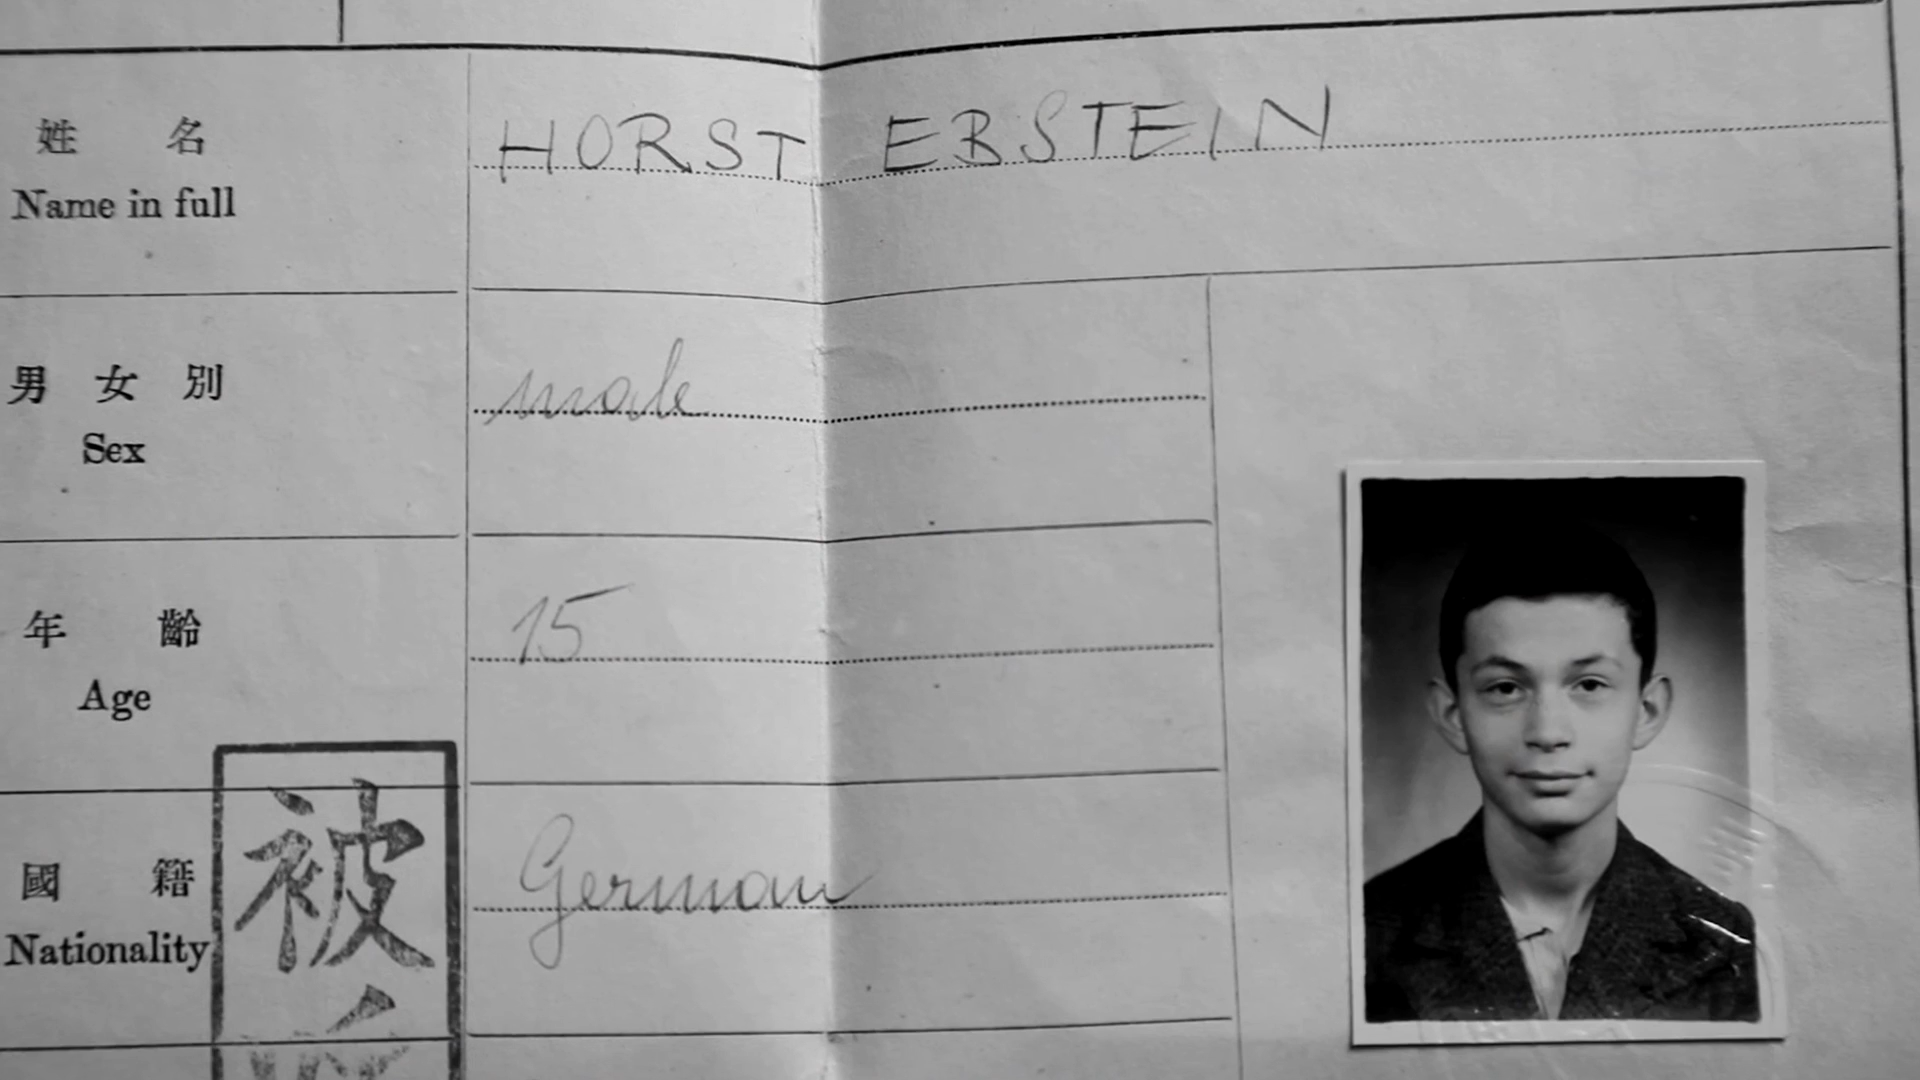 姓 名 HORST EBSTEIN
Name in full
男 女 別 male
Sex
年 齡 15
Age
國 籍 German
Nationality
被